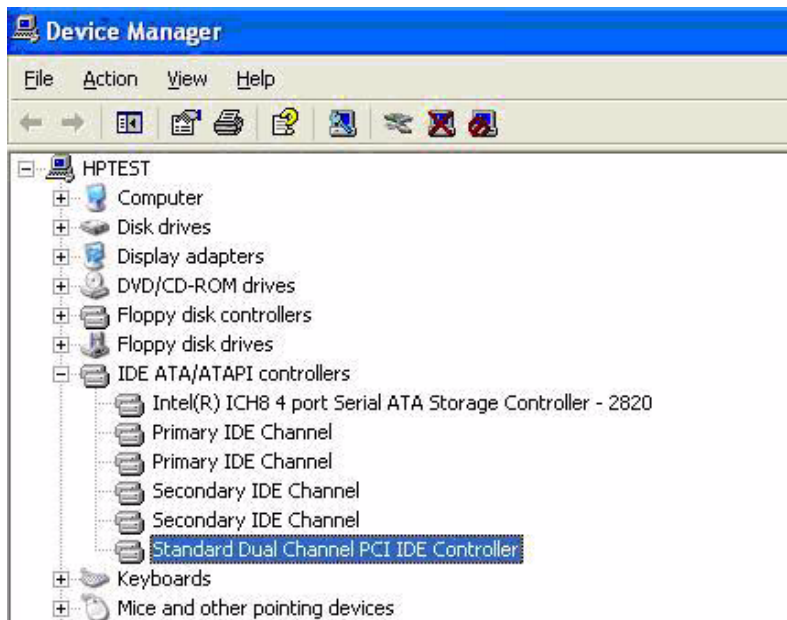 Device Manager
File Action View Help
HPTEST
Computer
Disk drives
Display adapters
DVD/CD-ROM drives
Floppy disk controllers
Floppy disk drives
IDE ATA/ATAPI controllers
Intel(R) ICH8 4 port Serial ATA Storage Controller - 2820
Primary IDE Channel
Primary IDE Channel
Secondary IDE Channel
Secondary IDE Channel
Standard Dual Channel PCI IDE Controller
Keyboards
Mice and other pointing devices